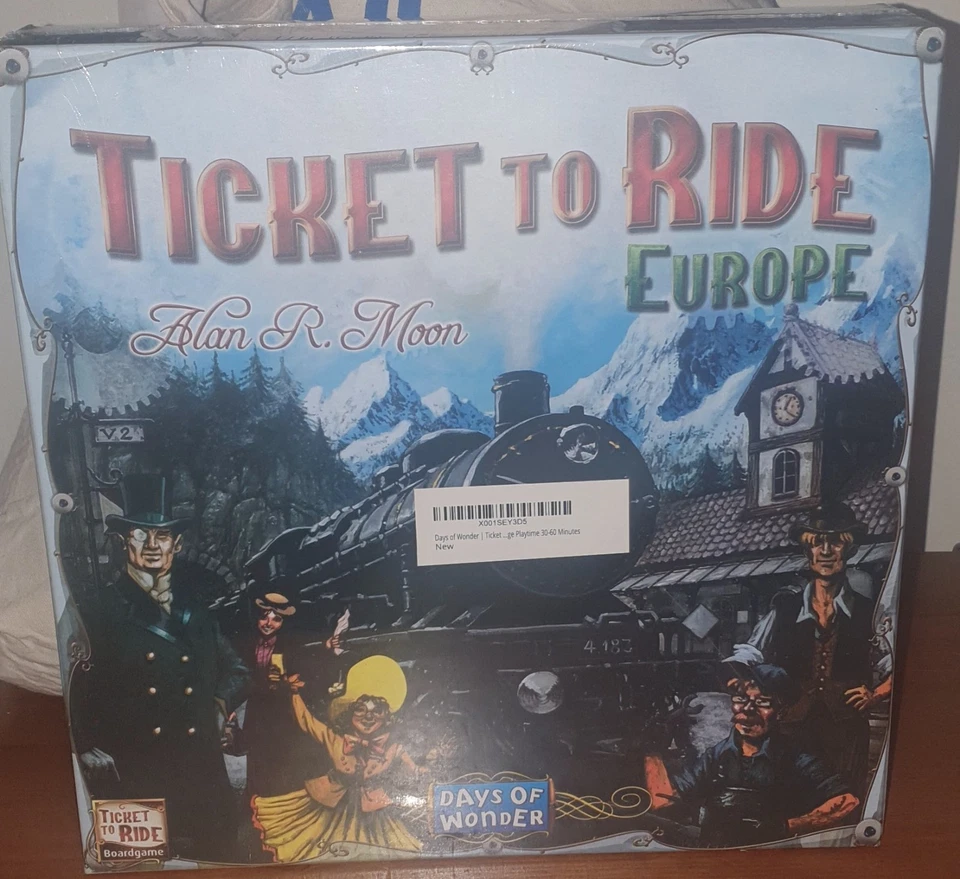 TICKET TO RIDE
EUROPE
Alan R. Moon
V 2
X001SEY3D5
Days of Wonder | Ticket ...ge Playtime 30-60 Minutes
New
4183
DAYS OF
WONDER
TICKET
TO RIDE
Boardgame